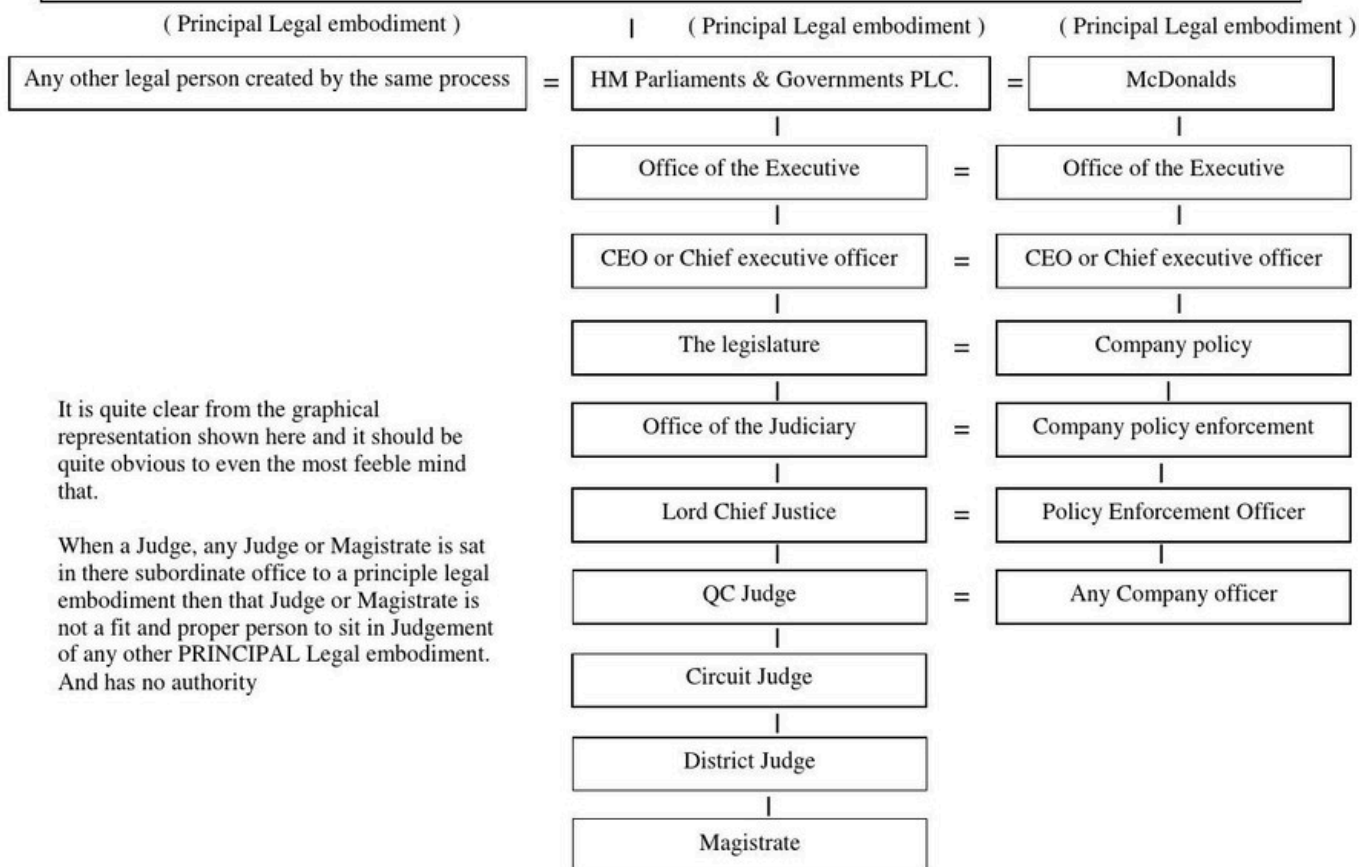 ( Principal Legal embodiment ) | ( Principal Legal embodiment ) ( Principal Legal embodiment )
Any other legal person created by the same process = HM Parliaments & Governments PLC. = McDonalds
Office of the Executive = Office of the Executive
CEO or Chief executive officer = CEO or Chief executive officer
The legislature = Company policy
Office of the Judiciary = Company policy enforcement
Lord Chief Justice = Policy Enforcement Officer
QC Judge = Any Company officer
Circuit Judge
District Judge
Magistrate
It is quite clear from the graphical
representation shown here and it should be
quite obvious to even the most feeble mind
that.
When a Judge, any Judge or Magistrate is sat
in there subordinate office to a principle legal
embodiment then that Judge or Magistrate is
not a fit and proper person to sit in Judgement
of any other PRINCIPAL Legal embodiment.
And has no authority